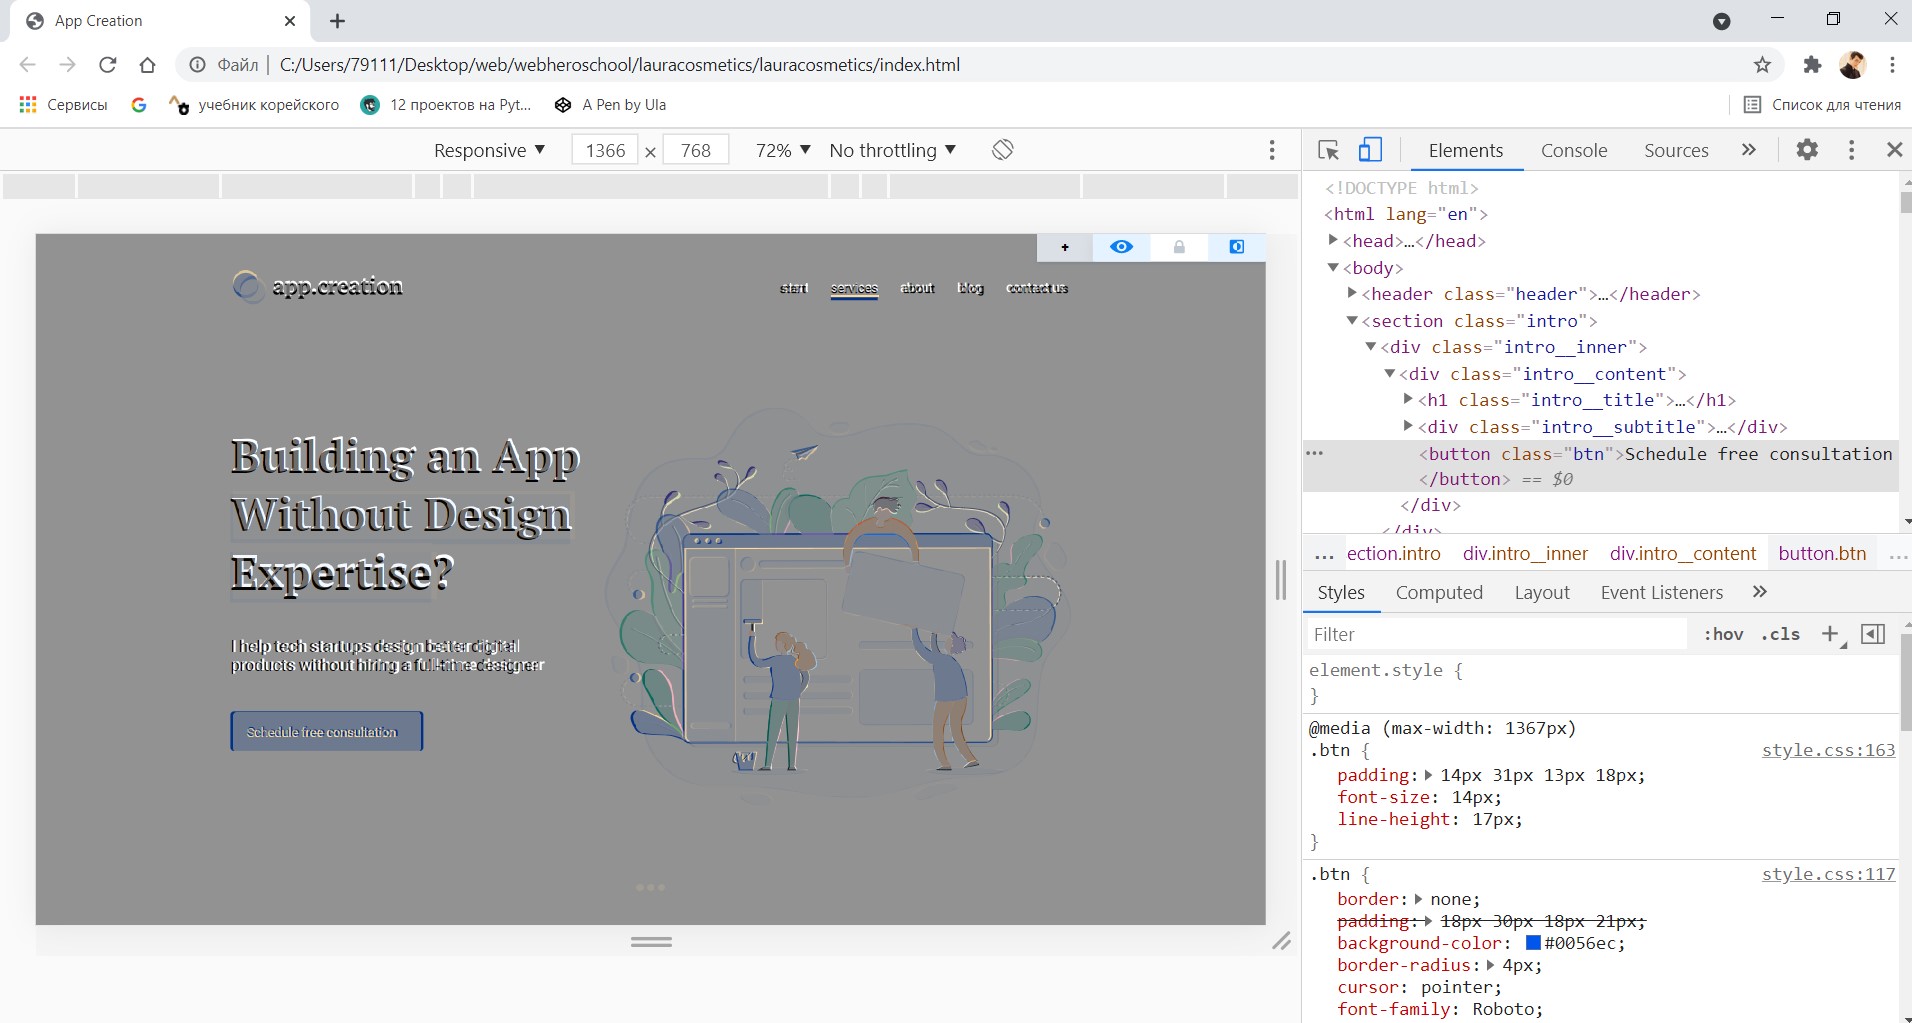 App Creation
Файл | C:/Users/79111/Desktop/web/webheroschool/lauracosmetics/lauracosmetics/index.html
Сервисы
учебник корейского
12 проектов на Pyt...
A Pen by Ula
Список для чтения
Responsive ▼ 1366 × 768 72% ▼ No throttling ▼
app.creation
start services about blog contact us
Building an App
Without Design
Expertise?
I help tech startups design better digital
products without hiring a full-time designer
Schedule free consultation
Elements Console Sources »
<!DOCTYPE html>
<html lang="en">
<head>…</head>
<body>
<header class="header">…</header>
<section class="intro">
<div class="intro__inner">
<div class="intro__content">
<h1 class="intro__title">…</h1>
<div class="intro__subtitle">…</div>
<button class="btn">Schedule free consultation
</button> == $0
</div>
</div>
... ection.intro div.intro__inner div.intro__content button.btn ...
Styles Computed Layout Event Listeners »
Filter :hov .cls +
element.style {
}
@media (max-width: 1367px)
.btn { style.css:163
padding: 14px 31px 13px 18px;
font-size: 14px;
line-height: 17px;
}
.btn { style.css:117
border: none;
padding: 18px 30px 18px 21px;
background-color: #0056ec;
border-radius: 4px;
cursor: pointer;
font-family: Roboto;